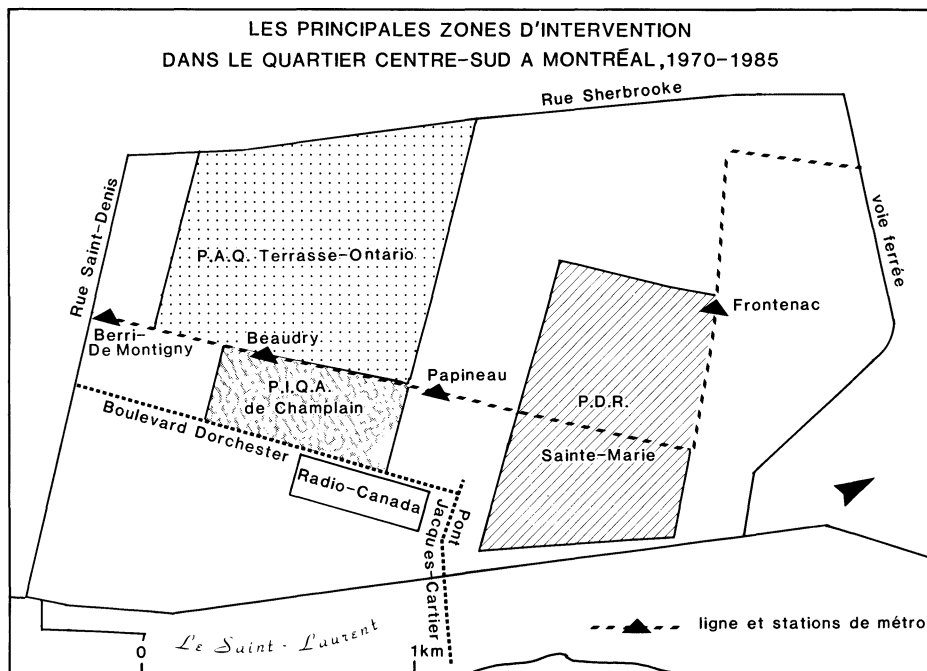 LES PRINCIPALES ZONES D'INTERVENTION
DANS LE QUARTIER CENTRE-SUD A MONTRÉAL, 1970-1985
Rue Sherbrooke
Rue Saint-Denis
voie ferrée
P.A.Q. Terrasse-Ontario
Frontenac
Berri-
De Montigny
Beaudry
Papineau
P.I.Q.A.
de Champlain
P.D.R.
Sainte-Marie
Boulevard Dorchester
Radio-Canada
Pont
Jacques-Cartier
Le Saint-Laurent
ligne et stations de métro
0
1km